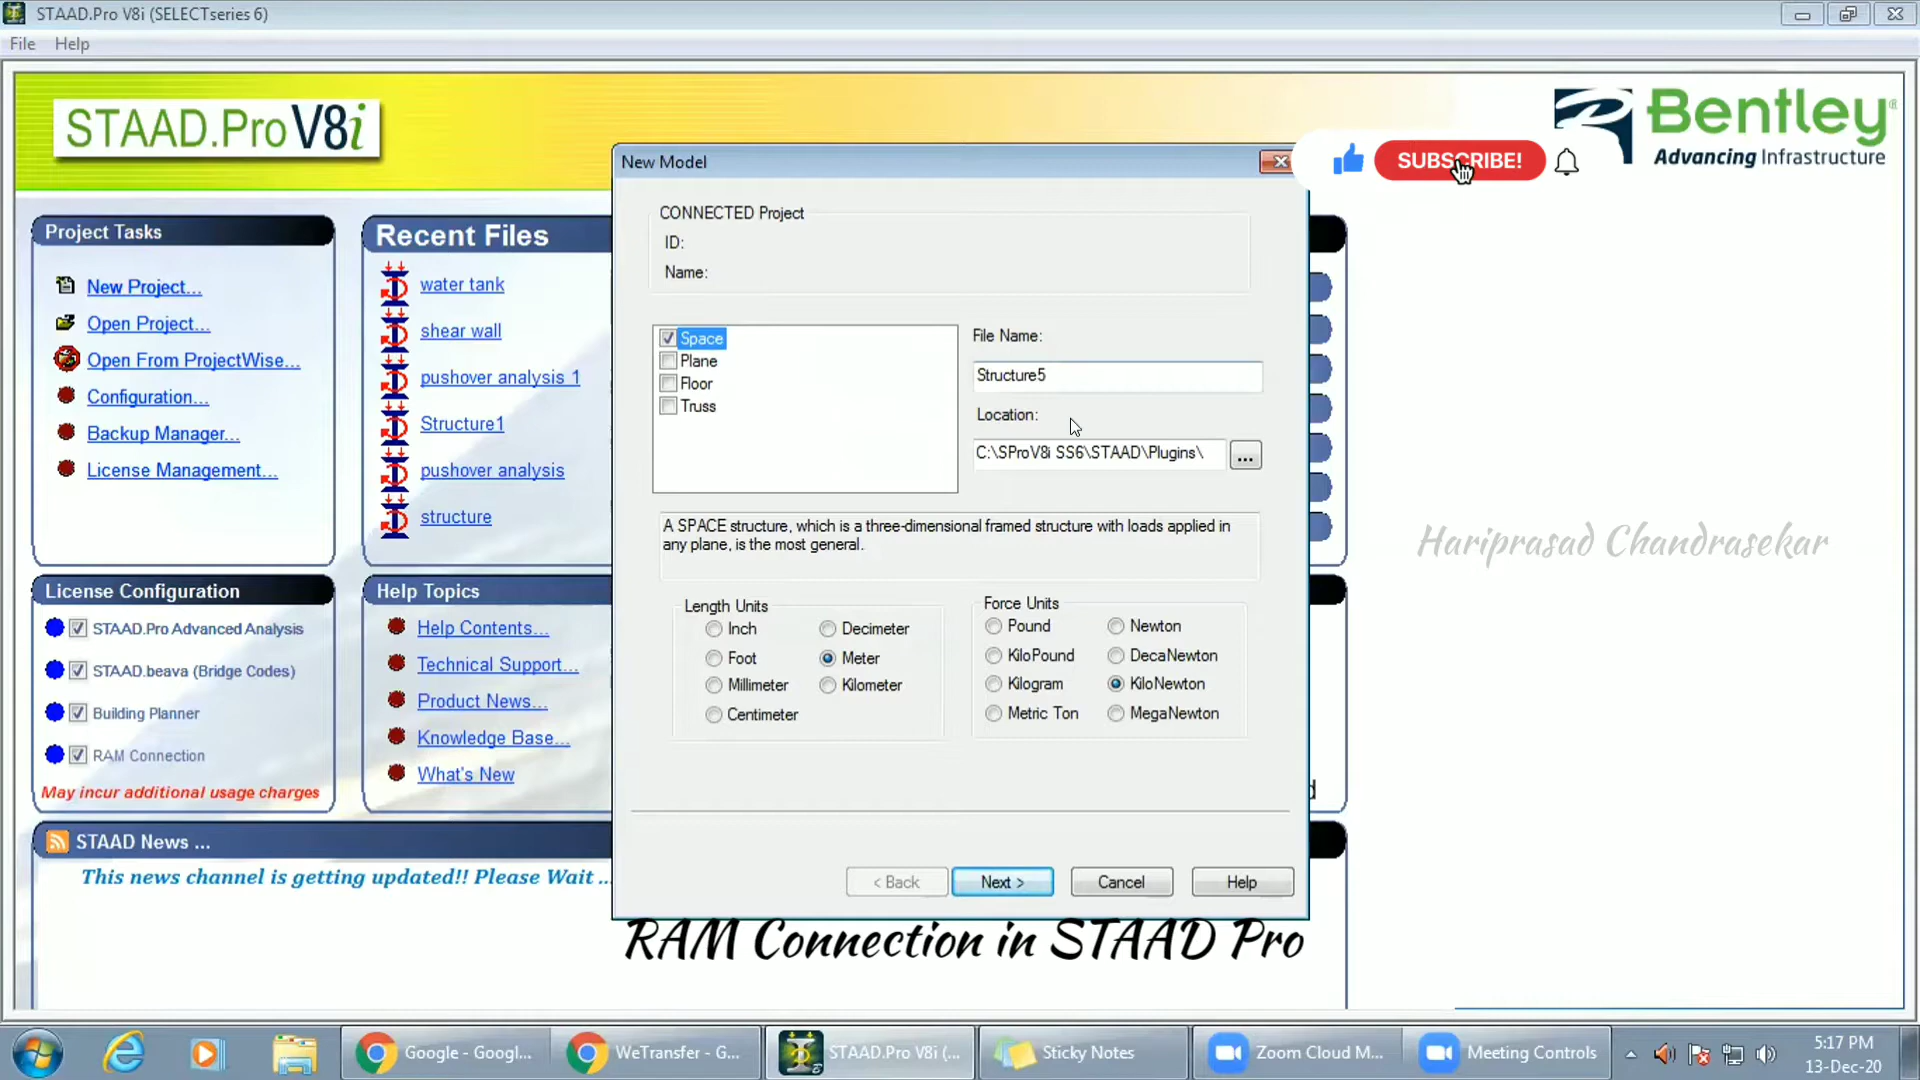 STAAD.Pro V8i (SELECTseries 6)
File Help
STAAD.Pro V8i
Bentley
Advancing Infrastructure
SUBSCRIBE!
New Model
CONNECTED Project
ID:
Name:
Project Tasks
New Project...
Open Project...
Open From ProjectWise...
Configuration...
Backup Manager...
License Management...
Recent Files
water tank
shear wall
pushover analysis 1
Structure1
pushover analysis
structure
Space
Plane
Floor
Truss
File Name:
Structure5
Location:
C:\SProV8i SS6\STAAD\Plugins\
...
A SPACE structure, which is a three-dimensional framed structure with loads applied in
any plane, is the most general.
Hariprasad Chandrasekar
License Configuration
STAAD.Pro Advanced Analysis
STAAD.beava (Bridge Codes)
Building Planner
RAM Connection
May incur additional usage charges
Help Topics
Help Contents...
Technical Support...
Product News...
Knowledge Base...
What's New
Length Units
Inch Decimeter
Foot Meter
Millimeter Kilometer
Centimeter
Force Units
Pound Newton
KiloPound DecaNewton
Kilogram KiloNewton
Metric Ton MegaNewton
STAAD News ...
This news channel is getting updated!! Please Wait ..
< Back Next > Cancel Help
RAM Connection in STAAD Pro
Google - Googl...
WeTransfer - G...
STAAD.Pro V8i (...
Sticky Notes
Zoom Cloud M...
Meeting Controls
5:17 PM
13-Dec-20